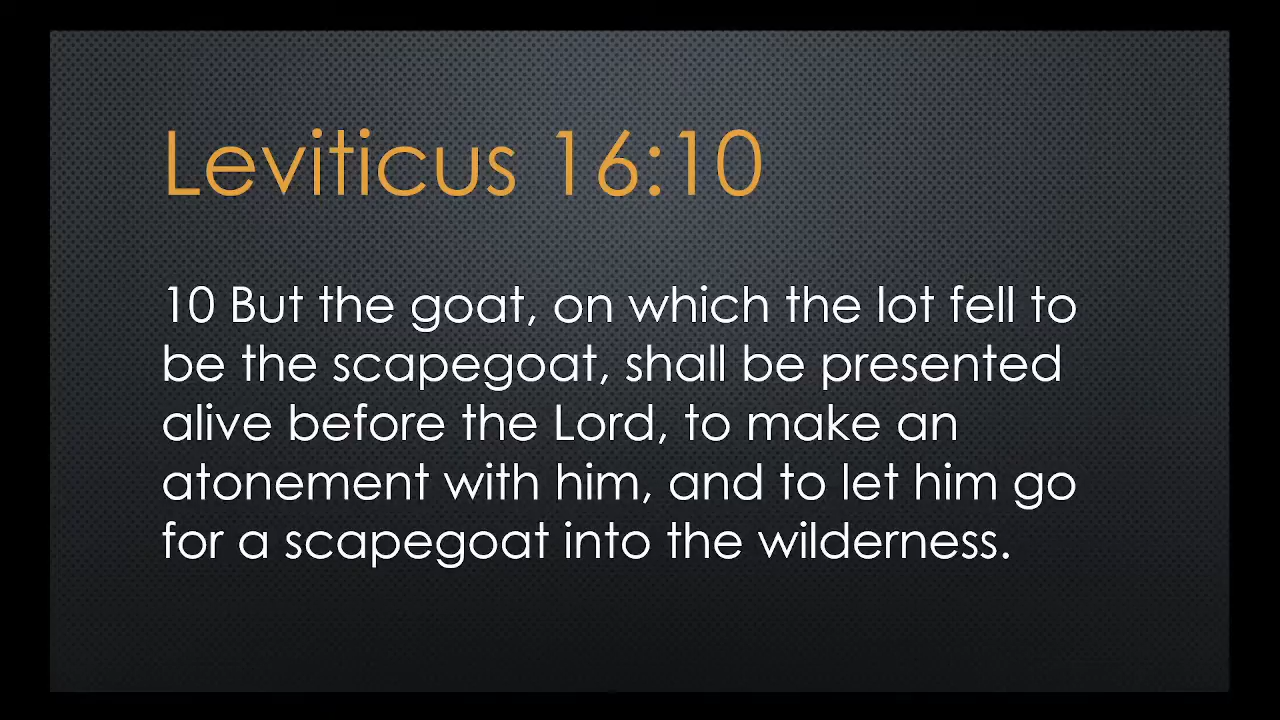 Leviticus 16:10
10 But the goat, on which the lot fell to
be the scapegoat, shall be presented
alive before the Lord, to make an
atonement with him, and to let him go
for a scapegoat into the wilderness.